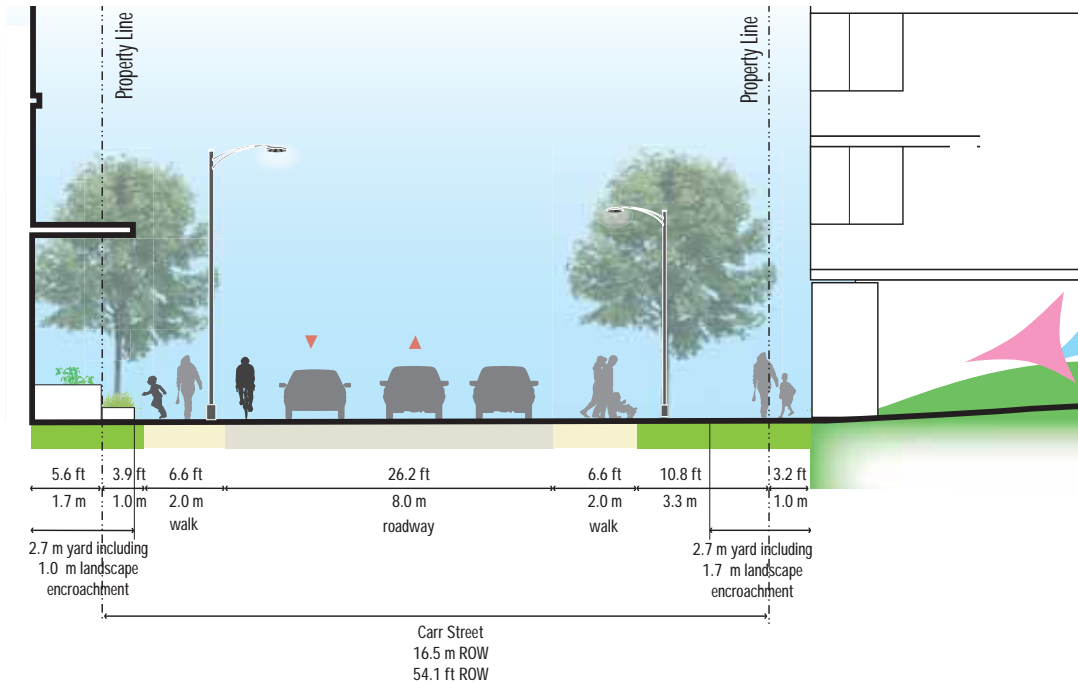 Property Line
Property Line
5.6 ft
3.9 ft
6.6 ft
26.2 ft
6.6 ft
10.8 ft
3.2 ft
1.7 m
1.0 m
2.0 m
8.0 m
2.0 m
3.3 m
1.0 m
walk
roadway
walk
2.7 m yard including
1.0 m landscape
encroachment
2.7 m yard including
1.7 m landscape
encroachment
Carr Street
16.5 m ROW
54.1 ft ROW